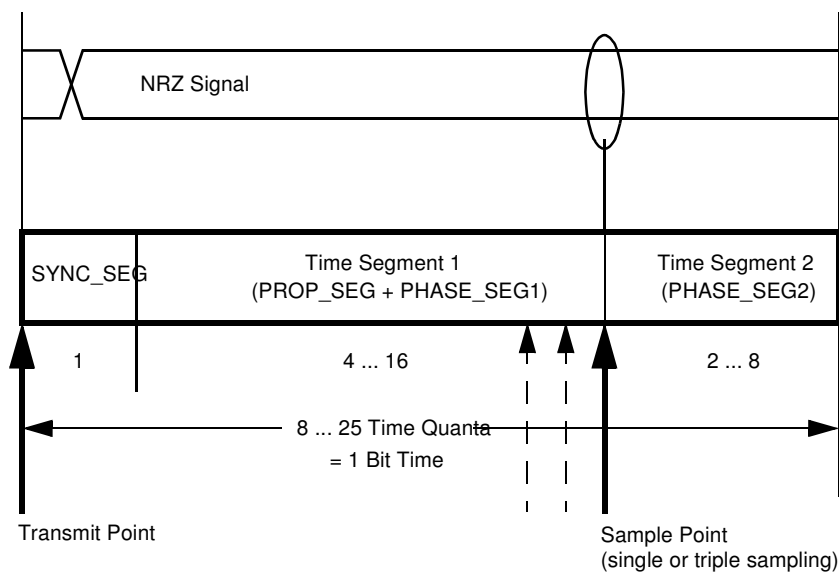 NRZ Signal
SYNC_SEG
Time Segment 1
(PROP_SEG + PHASE_SEG1)
Time Segment 2
(PHASE_SEG2)
1
4 ... 16
2 ... 8
8 ... 25 Time Quanta
= 1 Bit Time
Transmit Point
Sample Point
(single or triple sampling)